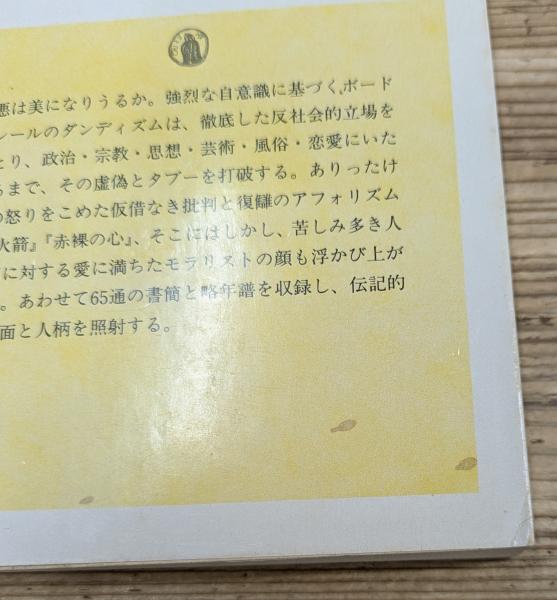 悪は美になりうるか。強烈な自意識に基づくボード
レールのダンディズムは、徹底した反社会的立場を
とり、政治・宗教・思想・芸術・風俗・恋愛にいた
るまで、その虚偽とタブーを打破する。ありったけ
の怒りをこめた仮借なき批判と復讎のアフォリズム
火箭』『赤裸の心』、そこにはしかし、苦しみ多き人
に対する愛に満ちたモラリストの顔も浮かび上が
。あわせて65通の書簡と略年譜を収録し、伝記的
面と人柄を照射する。